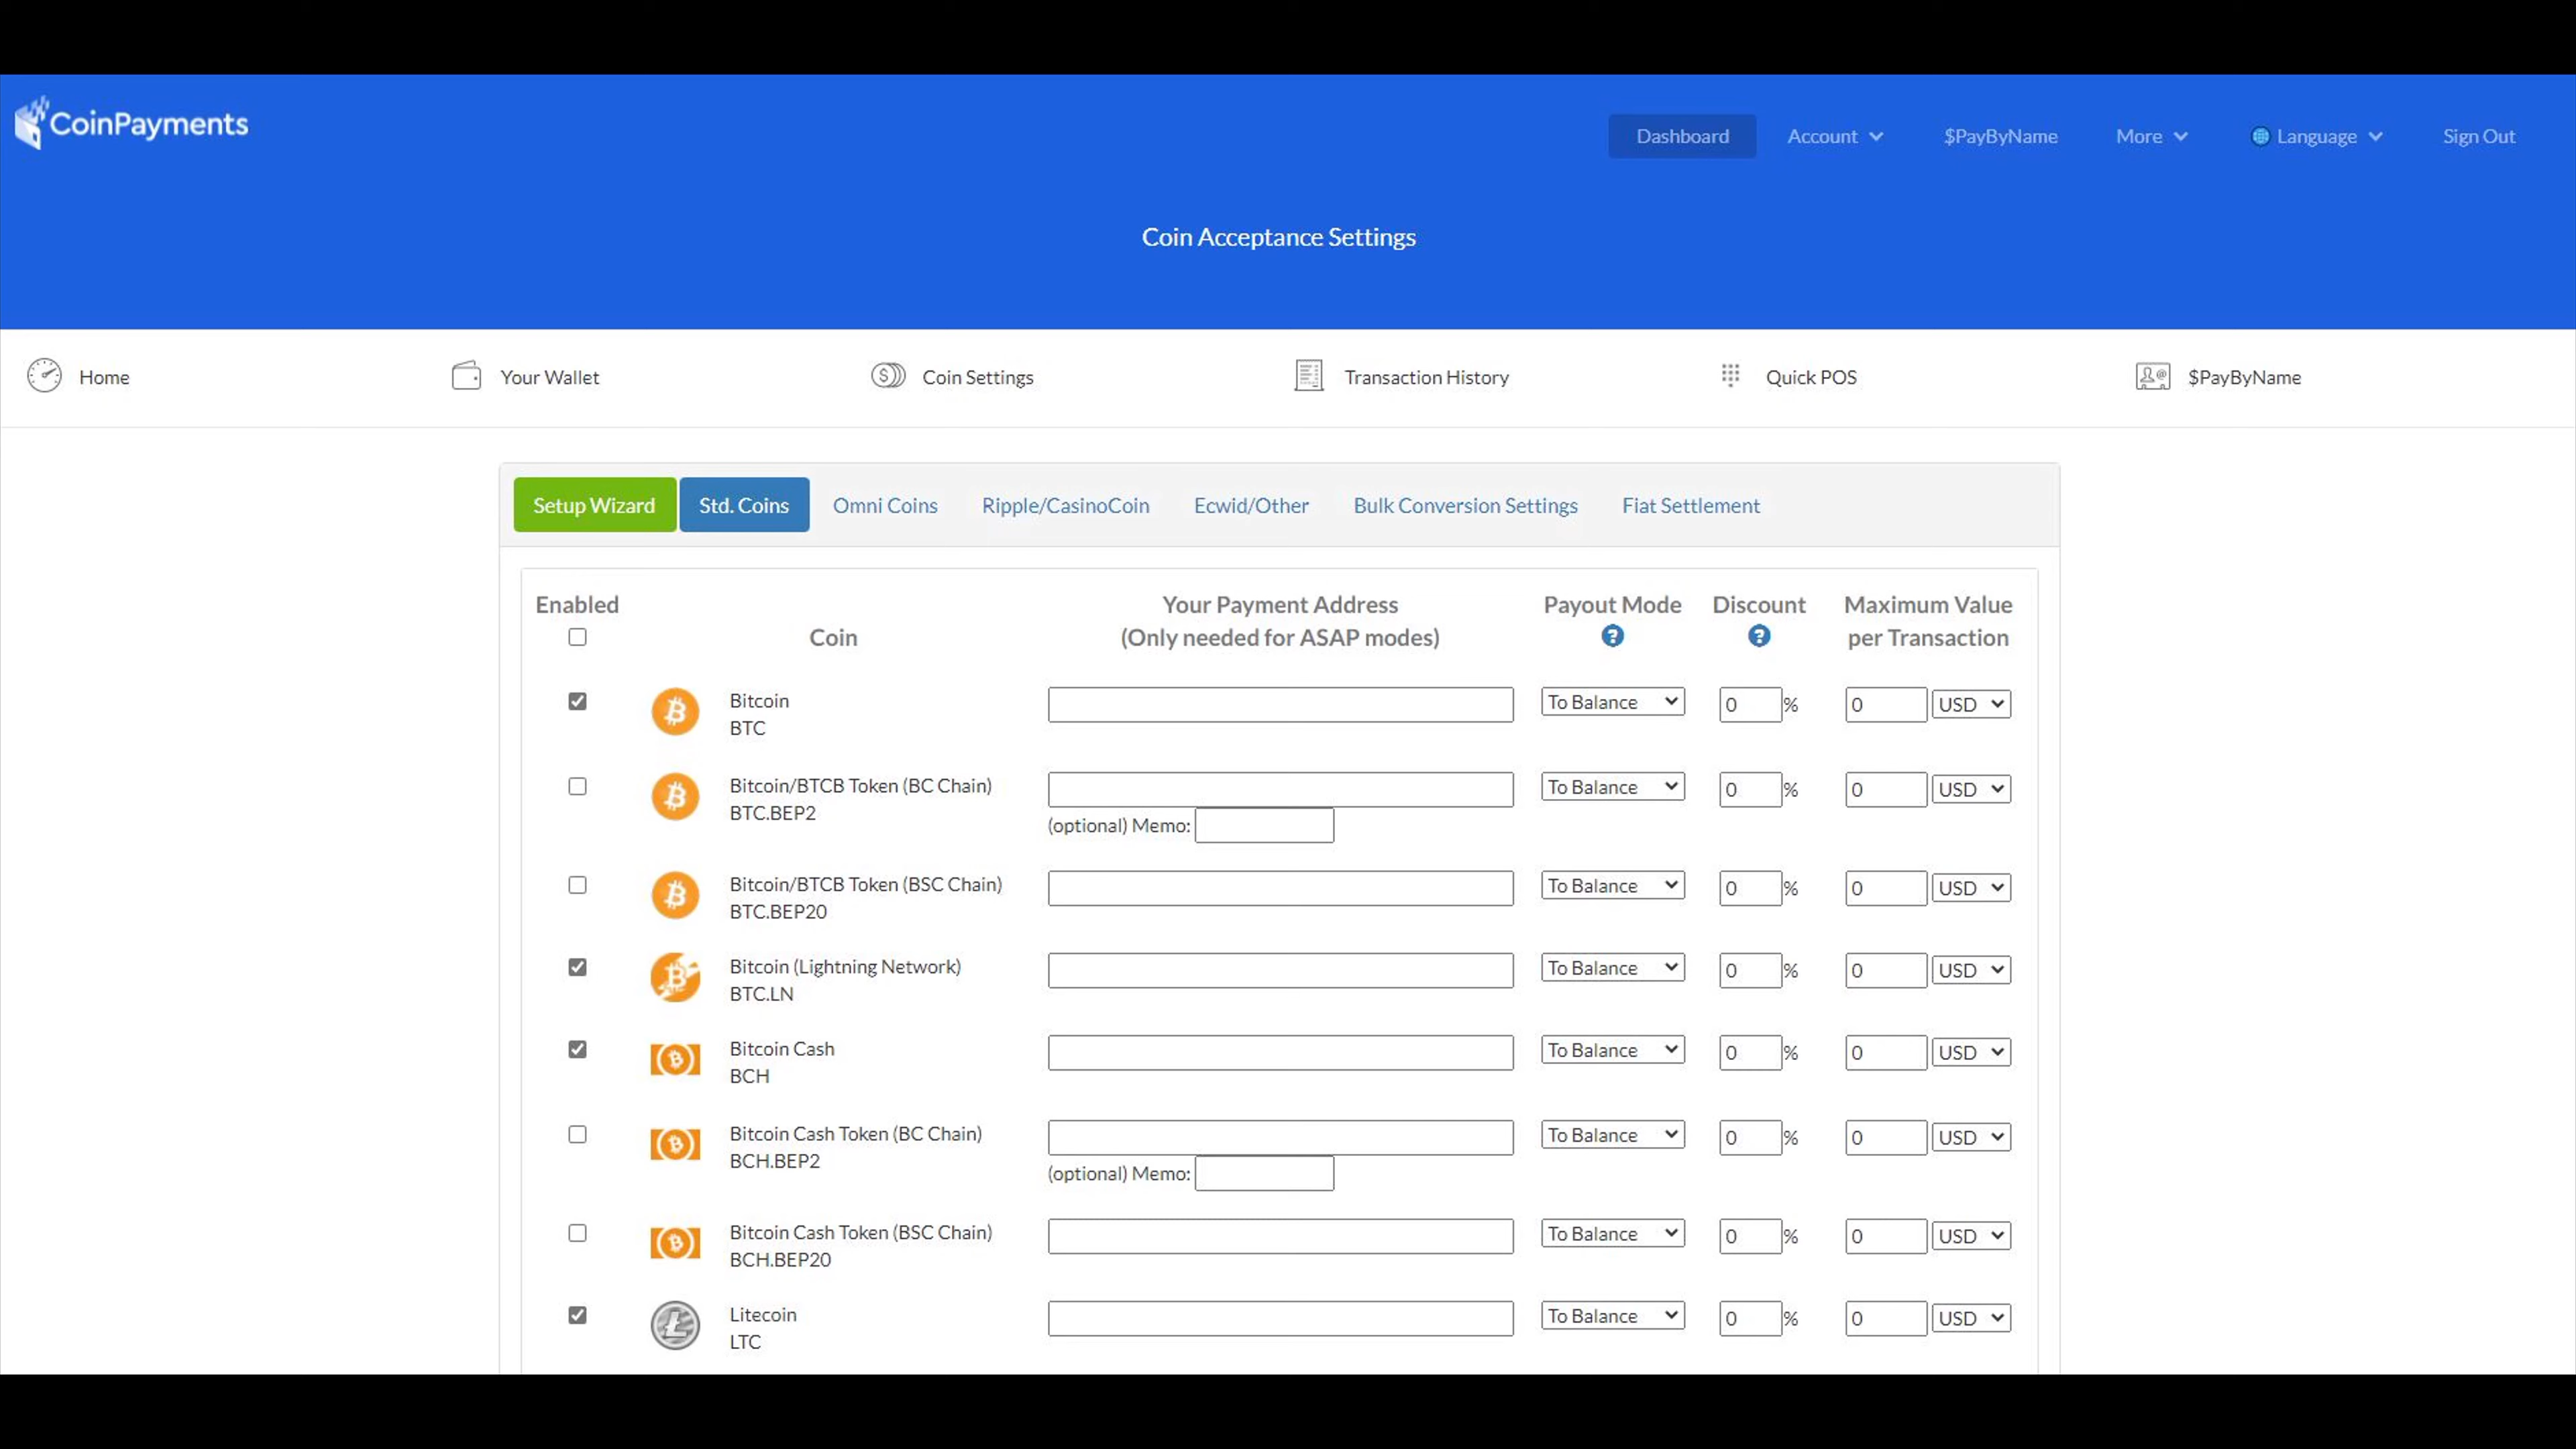 CoinPayments
Dashboard Account $PayByName More Language Sign Out
Coin Acceptance Settings
Home Your Wallet Coin Settings Transaction History Quick POS $PayByName
Setup Wizard Std. Coins Omni Coins Ripple/CasinoCoin Ecwid/Other Bulk Conversion Settings Fiat Settlement
Enabled Your Payment Address Payout Mode Discount Maximum Value
Coin (Only needed for ASAP modes) ? ? per Transaction
Bitcoin To Balance 0 % 0 USD
BTC
Bitcoin/BTCB Token (BC Chain) To Balance 0 % 0 USD
BTC.BEP2 (optional) Memo:
Bitcoin/BTCB Token (BSC Chain) To Balance 0 % 0 USD
BTC.BEP20
Bitcoin (Lightning Network) To Balance 0 % 0 USD
BTC.LN
Bitcoin Cash To Balance 0 % 0 USD
BCH
Bitcoin Cash Token (BC Chain) To Balance 0 % 0 USD
BCH.BEP2 (optional) Memo:
Bitcoin Cash Token (BSC Chain) To Balance 0 % 0 USD
BCH.BEP20
Litecoin To Balance 0 % 0 USD
LTC